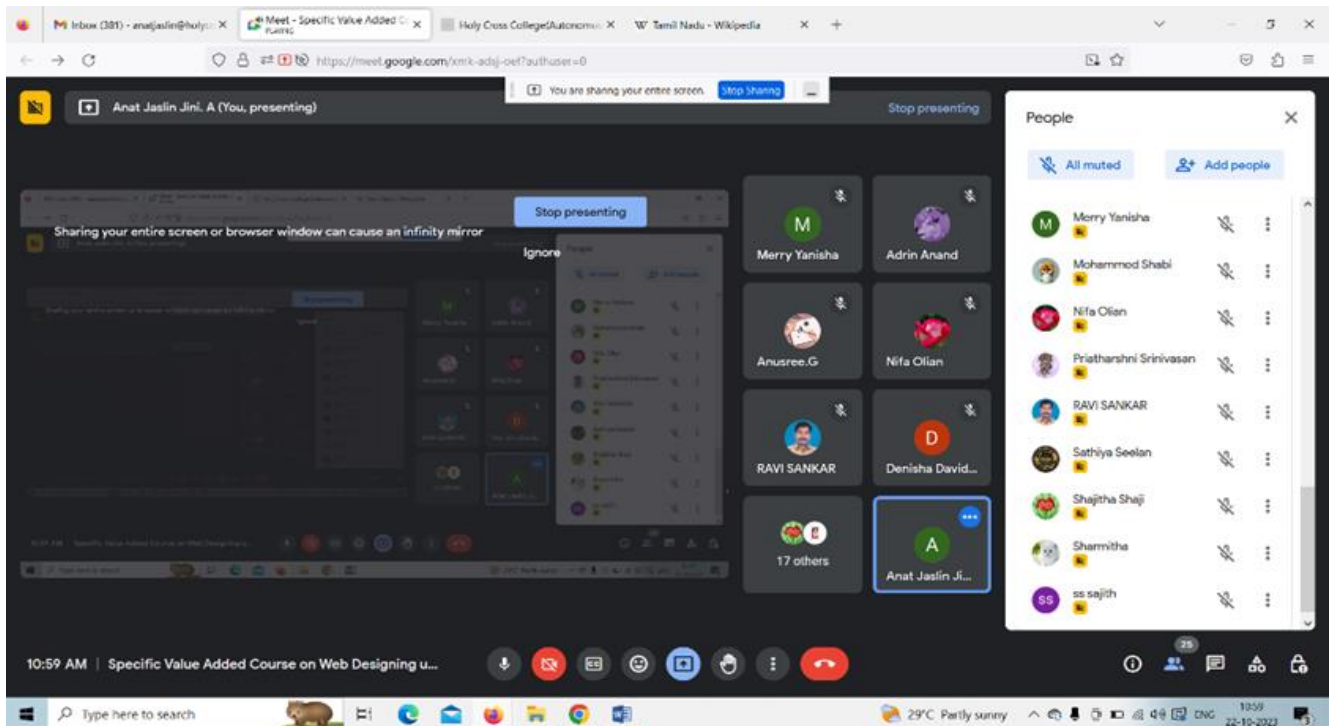 Inbox (381) - anatjaslin@holyc
Meet - Specific Value Added Co
PLAYING
Holy Cross College(Autonomou
Tamil Nadu - Wikipedia
https://meet.google.com/xmk-adsj-oef?authuser=0
You are sharing your entire screen.
Stop Sharing
Anat Jaslin Jini. A (You, presenting)
Stop presenting
People
All muted
Add people
Stop presenting
Sharing your entire screen or browser window can cause an infinity mirror
Ignore
M
Merry Yanisha
Adrin Anand
Anusree.G
Nifa Olian
RAVI SANKAR
D
Denisha David...
17 others
A
Anat Jaslin Ji...
M
Merry Yanisha
Mohammod Shabi
Nifa Olian
Priatharshni Srinivasan
RAVI SANKAR
Sathiya Seelan
Shajitha Shaji
Sharmitha
SS
ss sajith
10:59 AM | Specific Value Added Course on Web Designing u...
25
Type here to search
29°C Partly sunny
ENG
10:59
22-10-2023